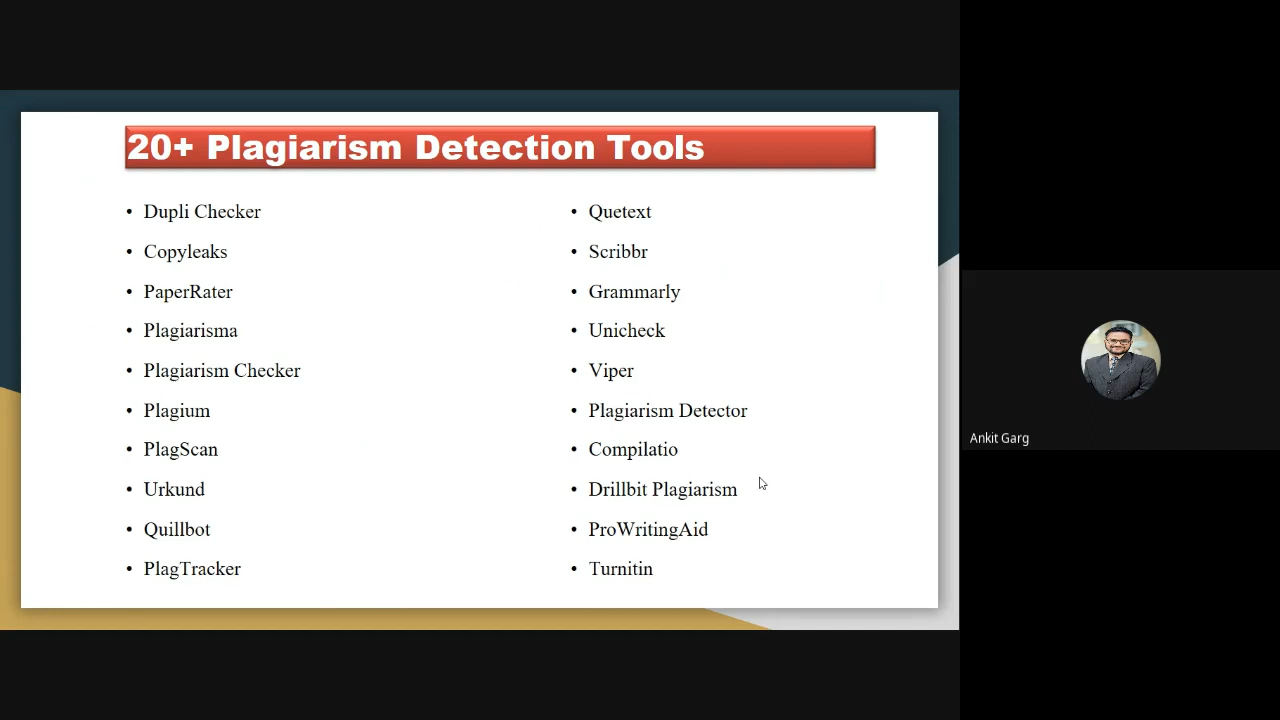 20+ Plagiarism Detection Tools
• Dupli Checker
• Copyleaks
• PaperRater
• Plagiarisma
• Plagiarism Checker
• Plagium
• PlagScan
• Urkund
• Quillbot
• PlagTracker
• Quetext
• Scribbr
• Grammarly
• Unicheck
• Viper
• Plagiarism Detector
• Compilatio
• Drillbit Plagiarism
• ProWritingAid
• Turnitin
Ankit Garg